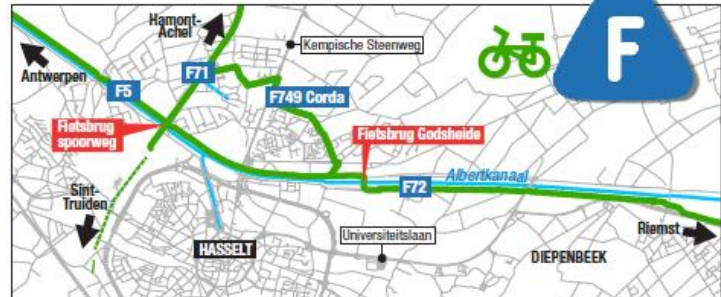 Hamont-
Achel
Kempische Steenweg
Antwerpen
F71
F5
F749 Corda
F
Fietsbrug
spoorweg
Fietsbrug Godsheide
Albertkanaal
F72
Sint-
Truiden
Riemst
HASSELT
Universiteitslaan
DIEPENBEEK